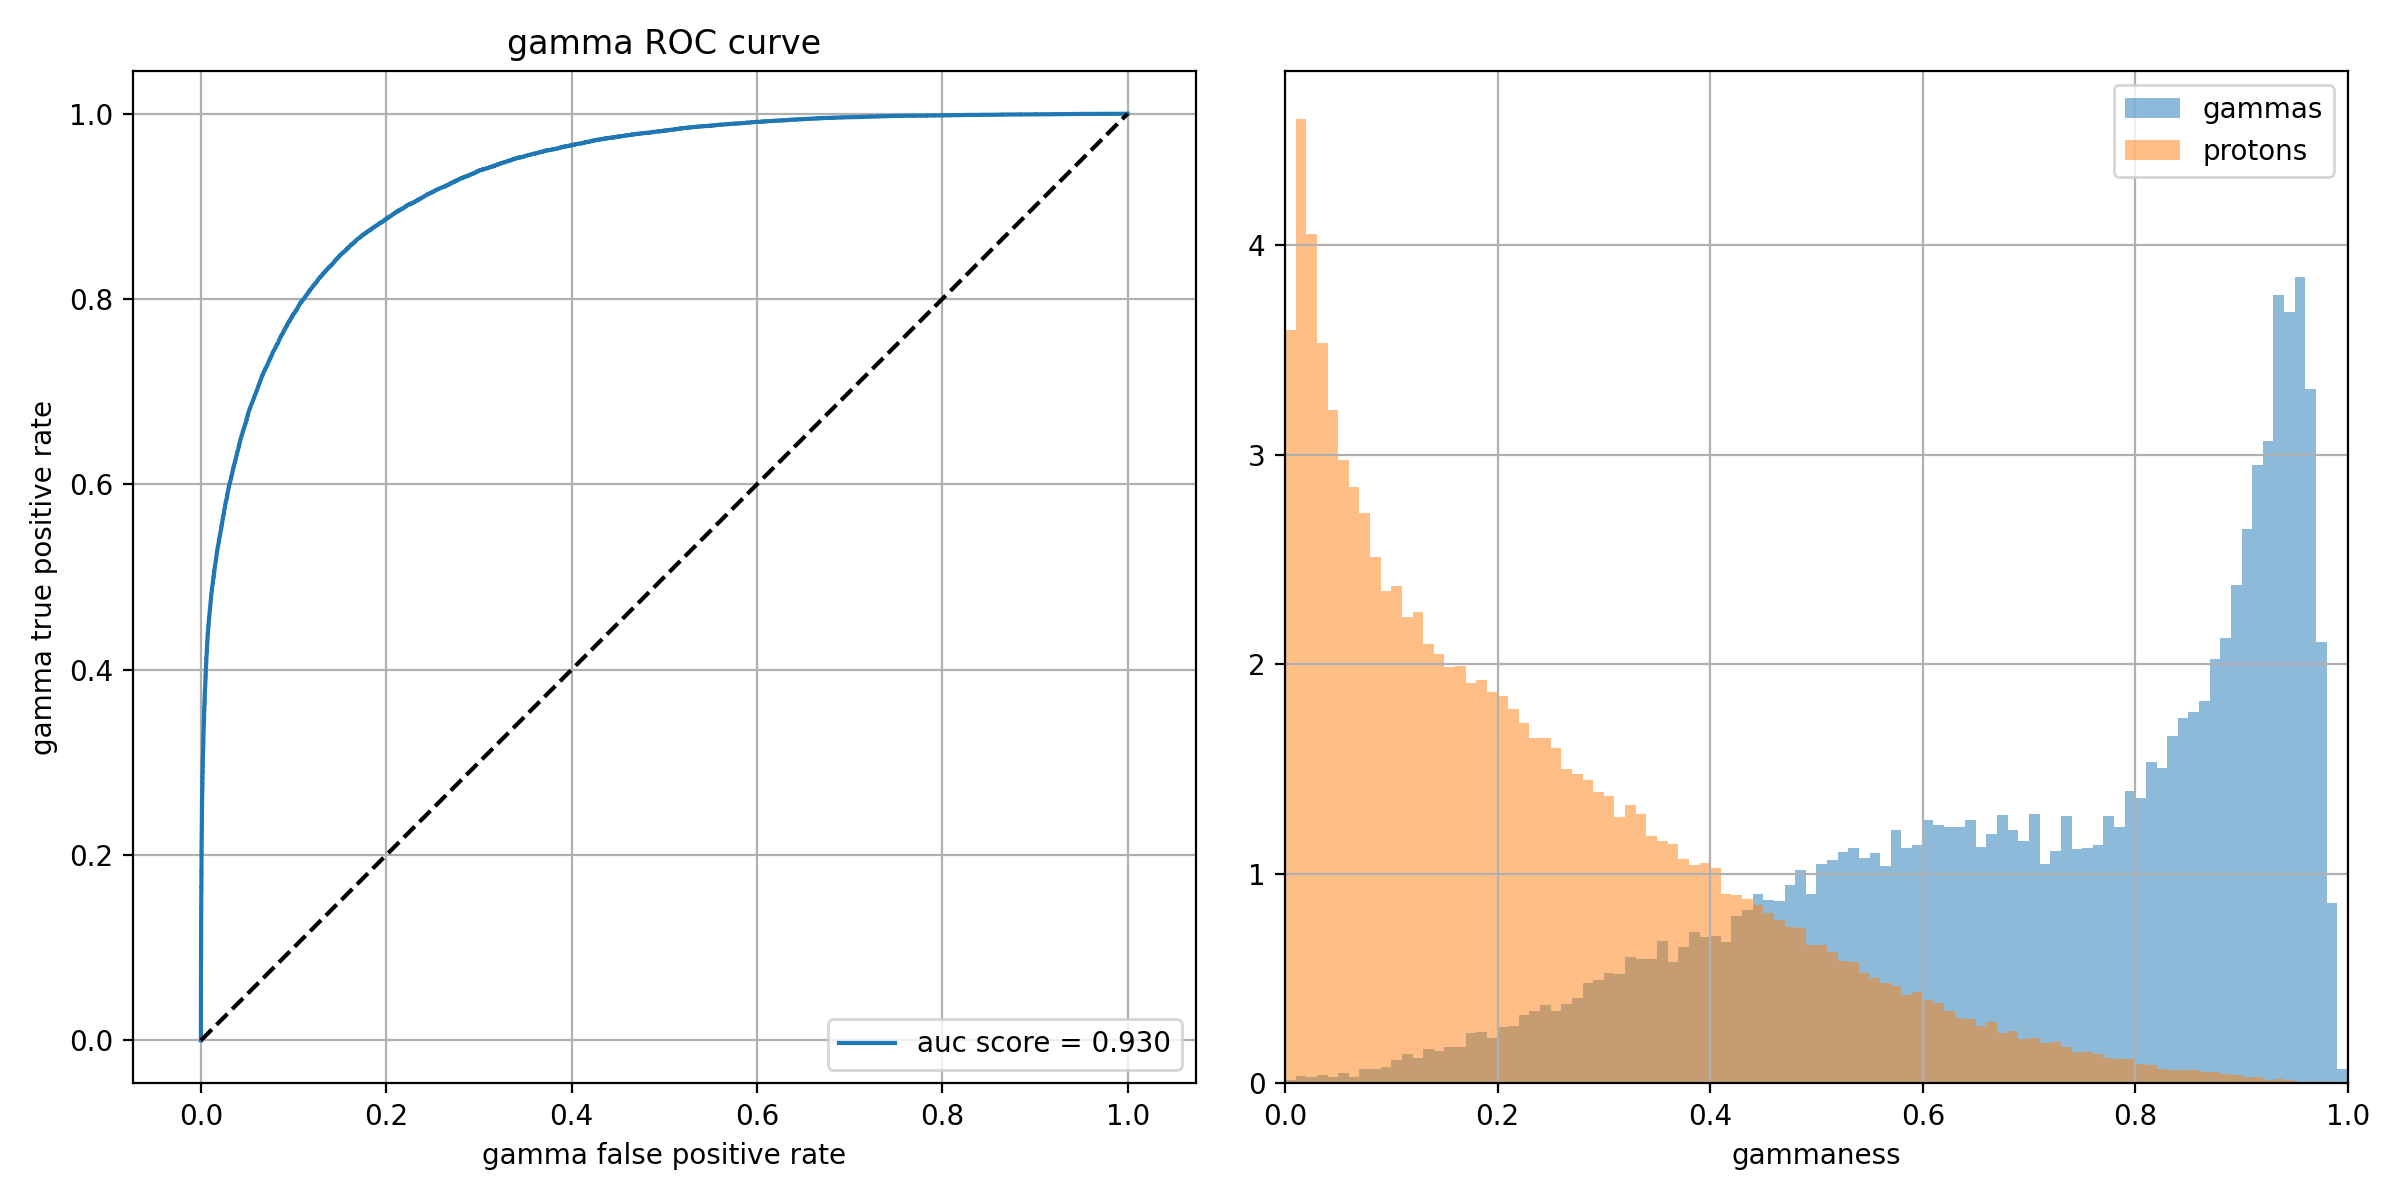 gamma ROC curve
gamma true positive rate
1.0
0.8
0.6
0.4
0.2
0.0
auc score = 0.930
0.0 0.2 0.4 0.6 0.8 1.0
gamma false positive rate
gammas
protons
4
3
2
1
0
0.0 0.2 0.4 0.6 0.8 1.0
gammaness